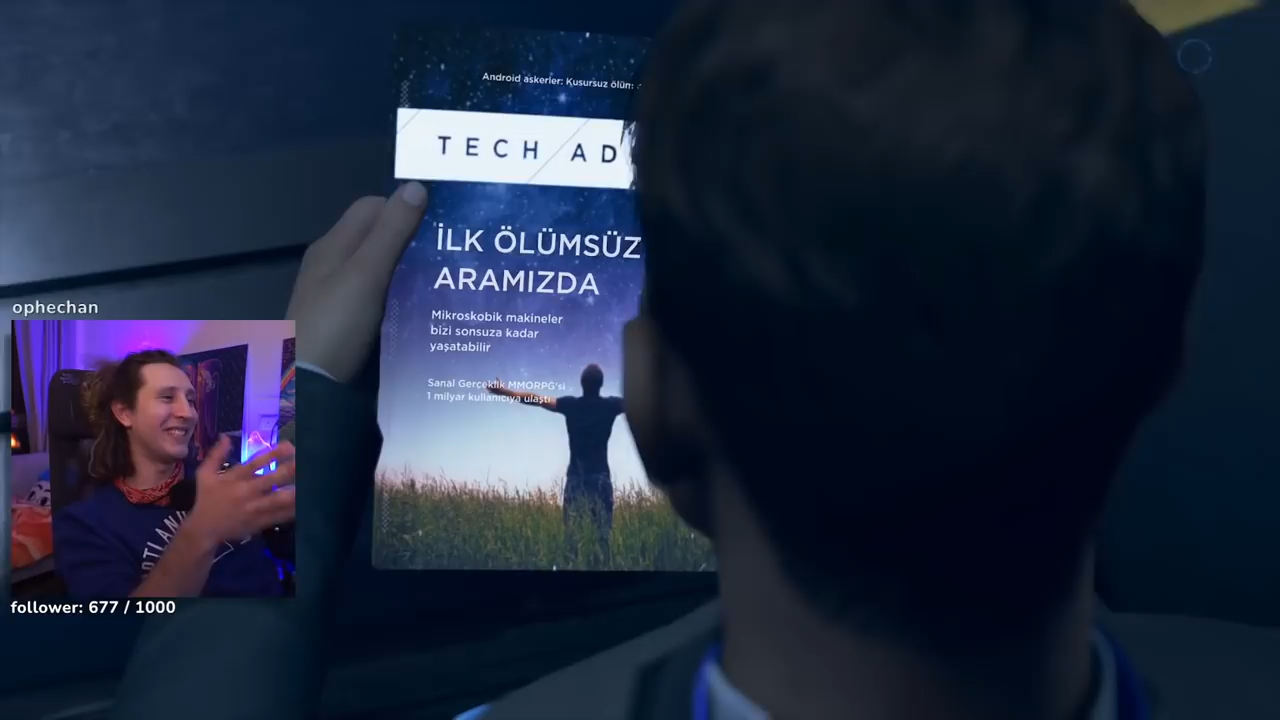 Android askerler: Kusursuz ölüm:
TECH AD
İLK ÖLÜMSÜZ
ARAMIZDA
Mikroskobik makineler
bizi sonsuza kadar
yaşatabilir
Sanal Gerçeklik MMORPG'si
1 milyar kullanıcıya ulaştı
ophechan
follower: 677 / 1000